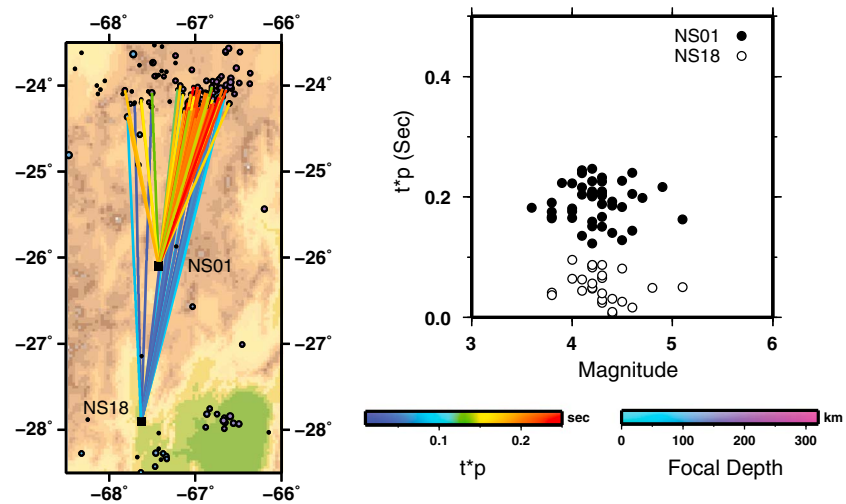 −68˚ −67˚ −66˚
−24˚ −24˚
−25˚ −25˚
−26˚ −26˚
−27˚ −27˚
−28˚ −28˚
−68˚ −67˚ −66˚
NS01
NS18
NS01
NS18
0.4
0.2
0.0
t*p (Sec)
3 4 5 6
Magnitude
sec
0.1 0.2
t*p
km
0 100 200 300
Focal Depth